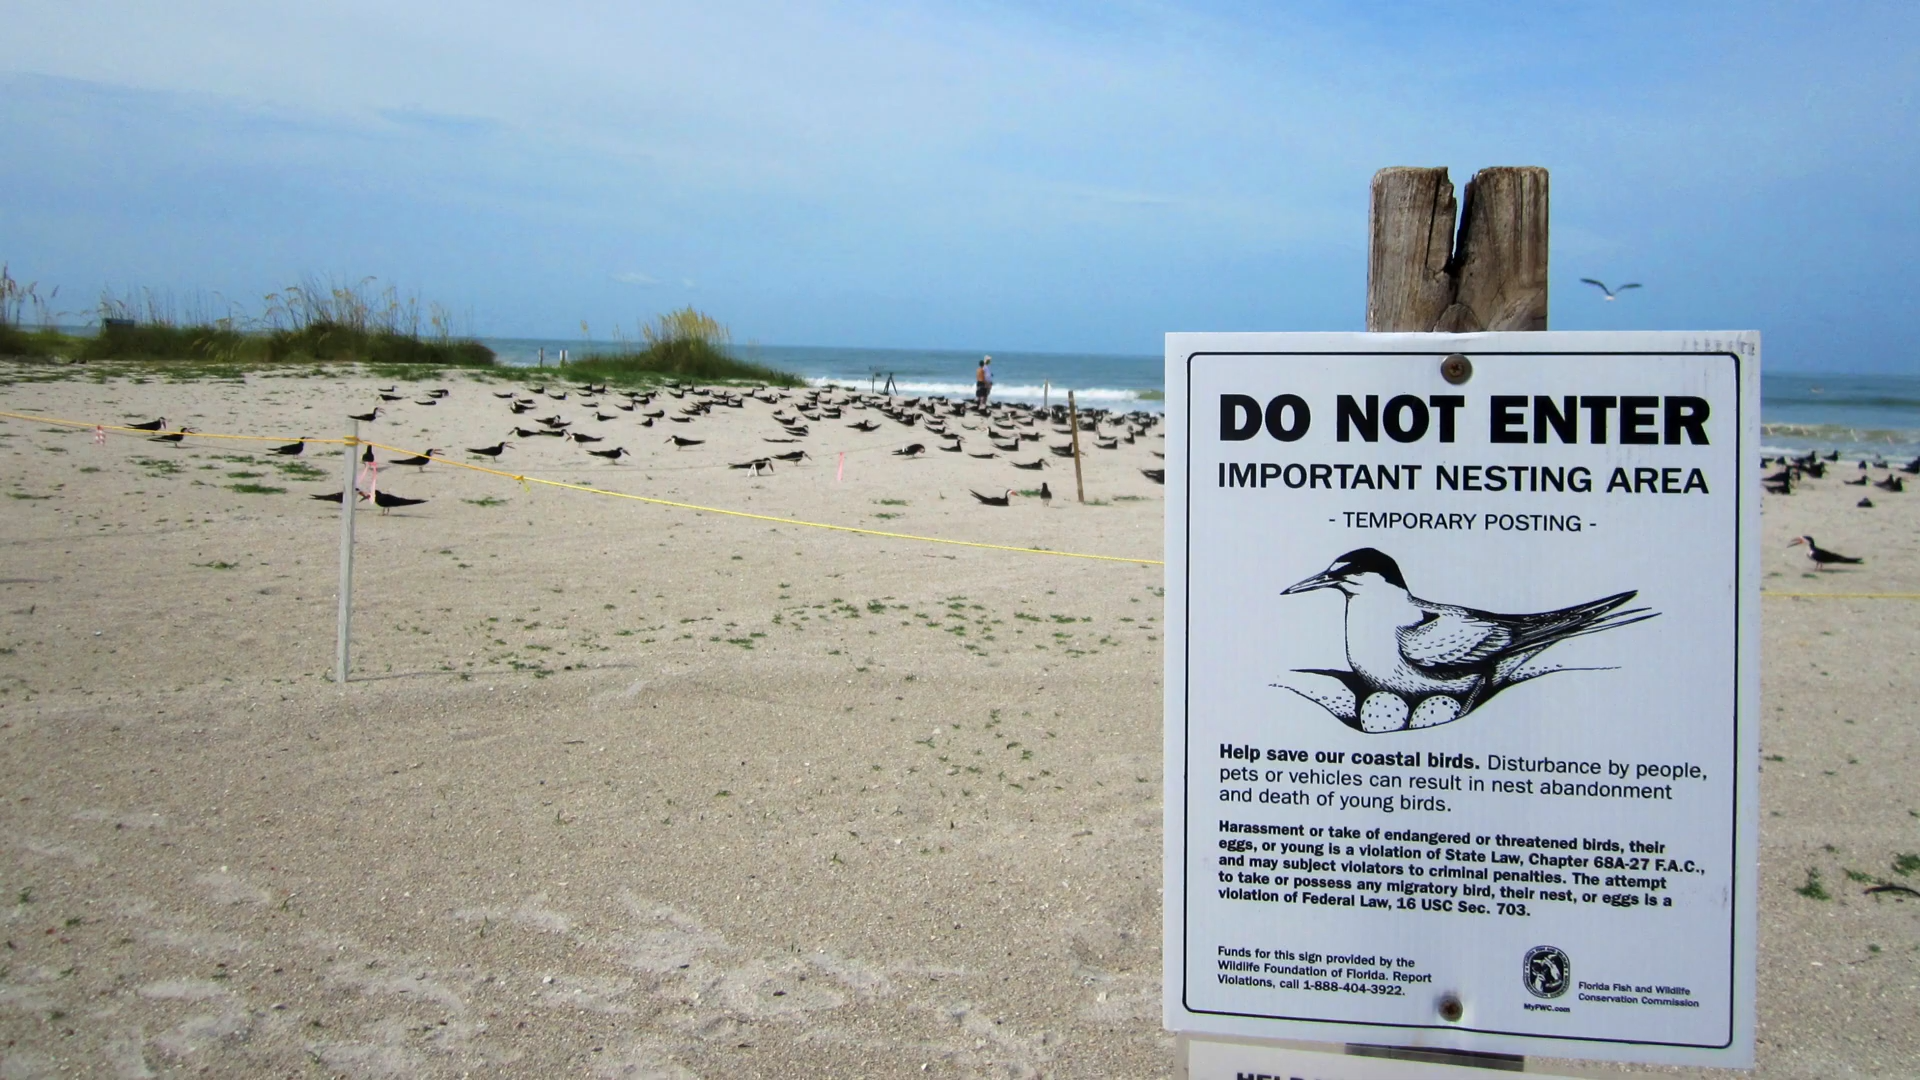 DO NOT ENTER
IMPORTANT NESTING AREA
- TEMPORARY POSTING -
Help save our coastal birds. Disturbance by people,
pets or vehicles can result in nest abandonment
and death of young birds.
Harassment or take of endangered or threatened birds, their
eggs, or young is a violation of State Law, Chapter 68A-27 F.A.C.,
and may subject violators to criminal penalties. The attempt
to take or possess any migratory bird, their nest, or eggs is a
violation of Federal Law, 16 USC Sec. 703.
Funds for this sign provided by the
Wildlife Foundation of Florida. Report
Violations, call 1-888-404-3922.
MyFWC.com
Florida Fish and Wildlife
Conservation Commission